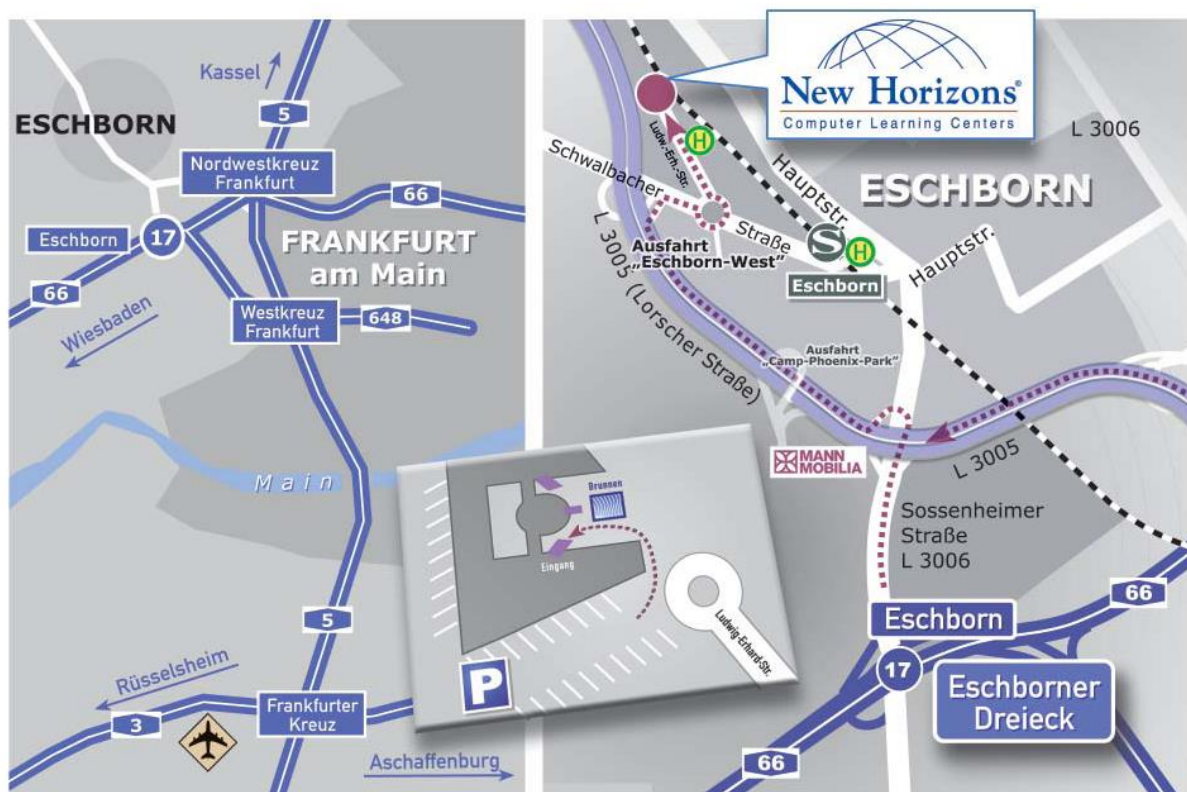 Kassel
5
ESCHBORN
Nordwestkreuz
Frankfurt
66
Eschborn
17
FRANKFURT
am Main
66
Westkreuz
Frankfurt
648
Wiesbaden
Main
5
Rüsselsheim
Frankfurter
Kreuz
3
Aschaffenburg
New Horizons®
Computer Learning Centers
L 3006
Ludw.-Erh.-Str.
H
Schwalbacher
Straße
Hauptstr.
ESCHBORN
Hauptstr.
S
H
Eschborn
Ausfahrt
„Eschborn-West”
L 3005 (Lorscher Straße)
Ausfahrt
„Camp-Phoenix-Park”
MANN
MOBILIA
L 3005
Sossenheimer
Straße
L 3006
Brunnen
Eingang
Ludwig-Erhard-Str.
P
66
Eschborn
17
Eschborner
Dreieck
66